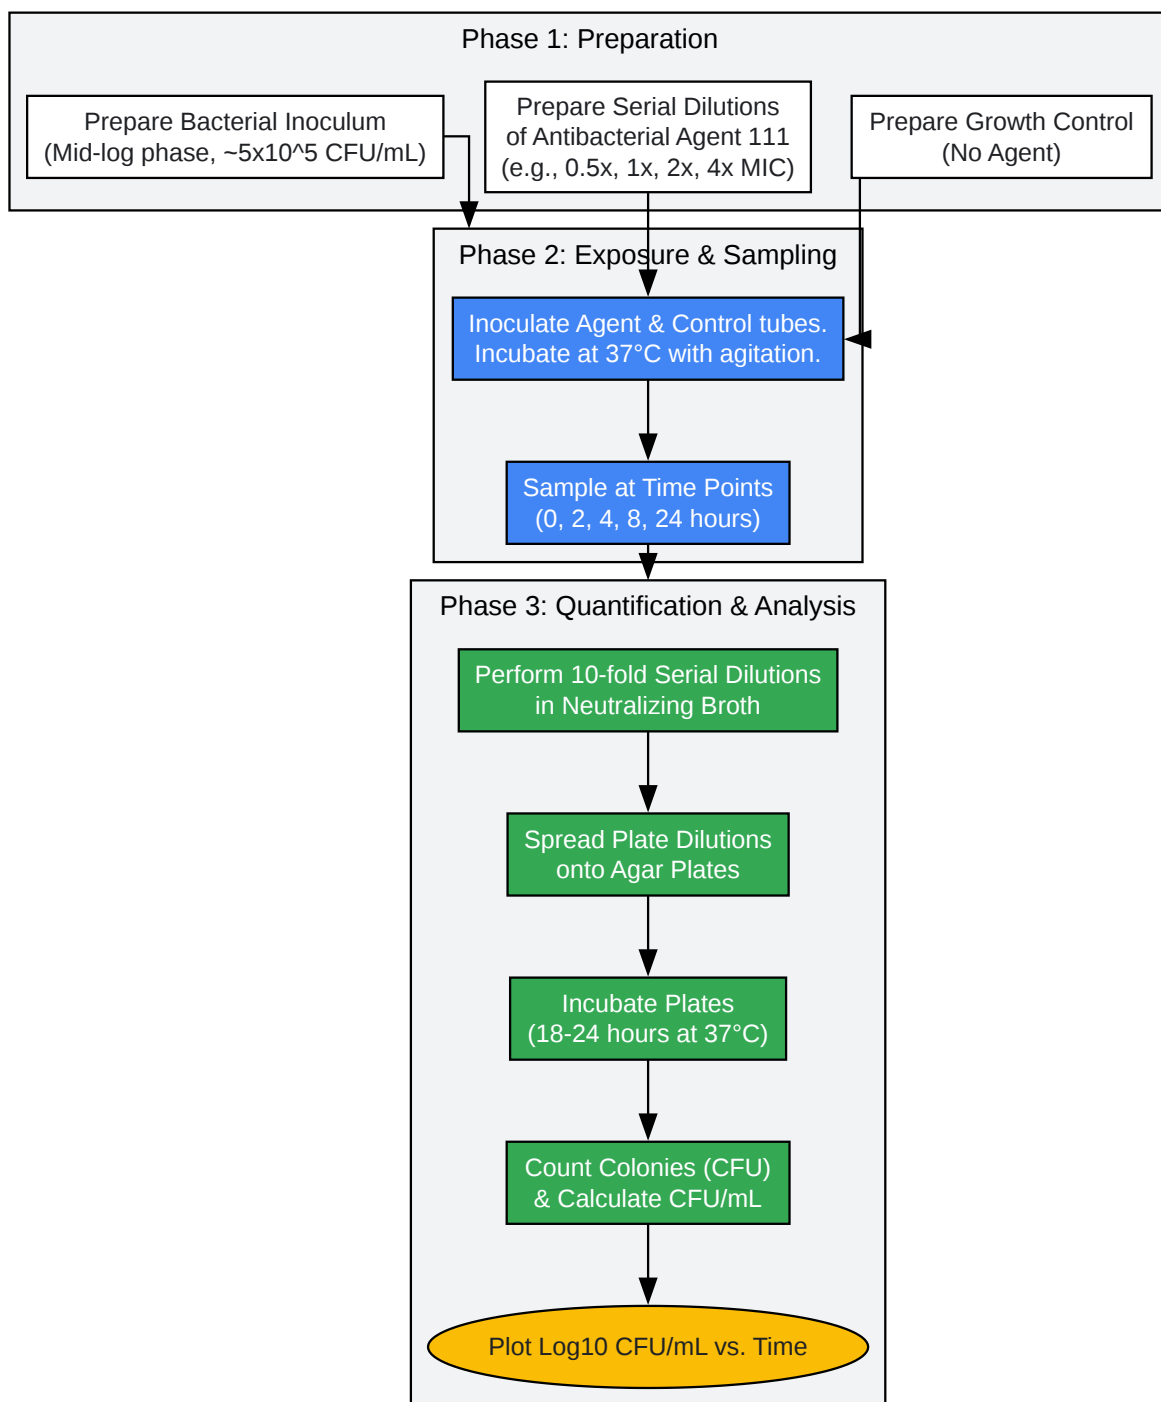 Phase 1: Preparation
Prepare Bacterial Inoculum
(Mid-log phase, ~5x10^5 CFU/mL)
Prepare Serial Dilutions
of Antibacterial Agent 111
(e.g., 0.5x, 1x, 2x, 4x MIC)
Prepare Growth Control
(No Agent)
Phase 2: Exposure & Sampling
Inoculate Agent & Control tubes.
Incubate at 37°C with agitation.
Sample at Time Points
(0, 2, 4, 8, 24 hours)
Phase 3: Quantification & Analysis
Perform 10-fold Serial Dilutions
in Neutralizing Broth
Spread Plate Dilutions
onto Agar Plates
Incubate Plates
(18-24 hours at 37°C)
Count Colonies (CFU)
& Calculate CFU/mL
Plot Log10 CFU/mL vs. Time